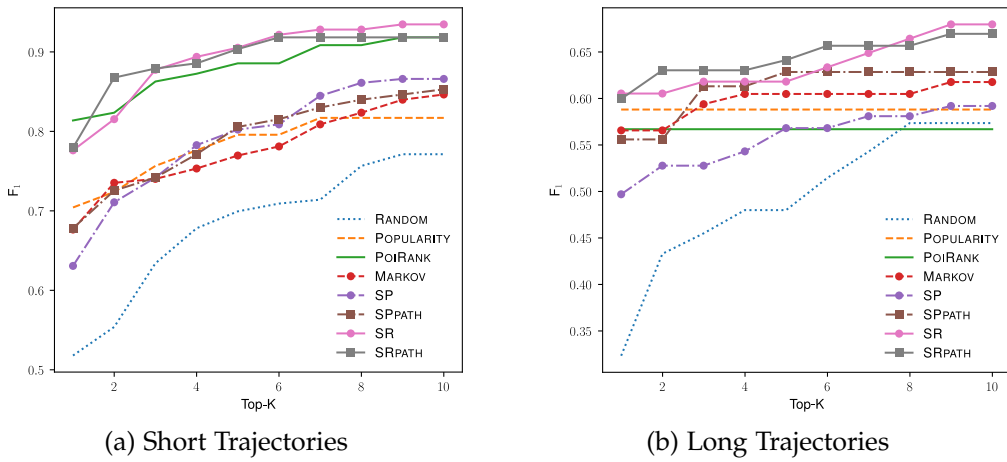 0.9
0.8
0.7
0.6
0.5
F1
2
4
6
8
10
Top-K
RANDOM
POPULARITY
POIRANK
MARKOV
SP
SPPATH
SR
SRPATH
(a) Short Trajectories
0.65
0.60
0.55
0.50
0.45
0.40
0.35
F1
2
4
6
8
10
Top-K
RANDOM
POPULARITY
POIRANK
MARKOV
SP
SPPATH
SR
SRPATH
(b) Long Trajectories